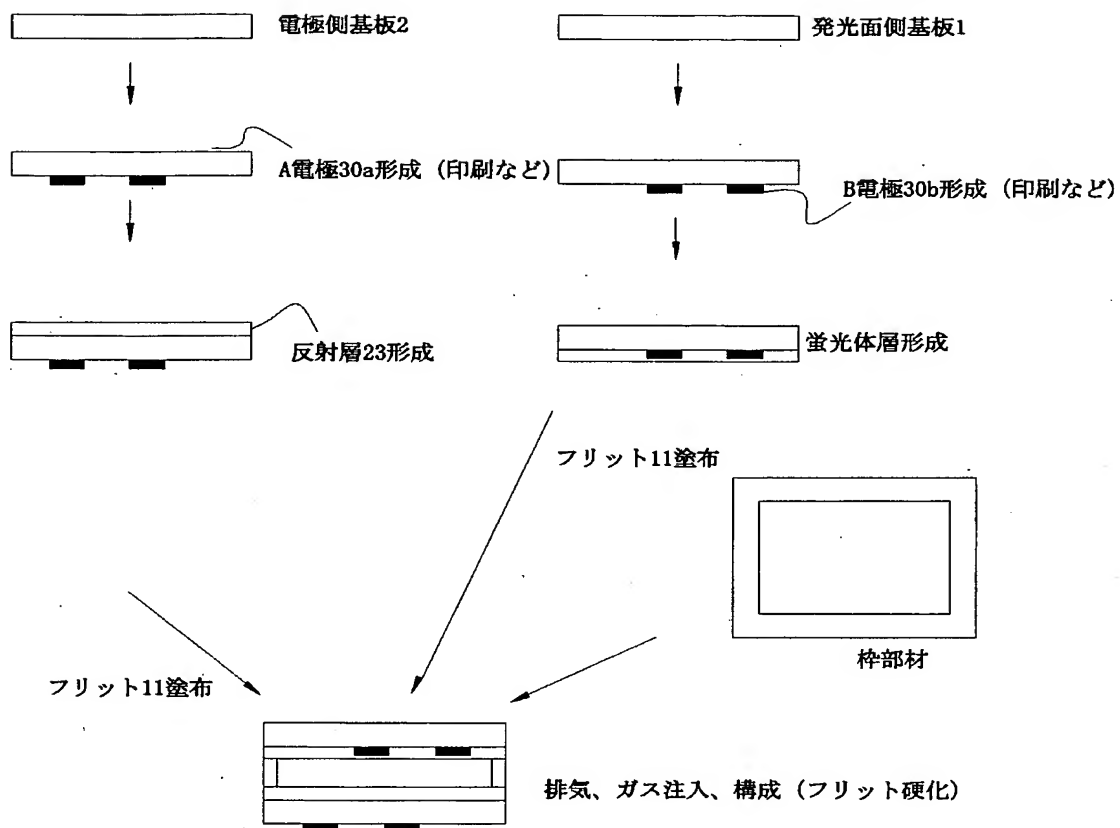 電極側基板2
発光面側基板1
A電極30a形成（印刷など）
B電極30b形成（印刷など）
反射層23形成
蛍光体層形成
フリット11塗布
枠部材
フリット11塗布
排気、ガス注入、構成（フリット硬化）